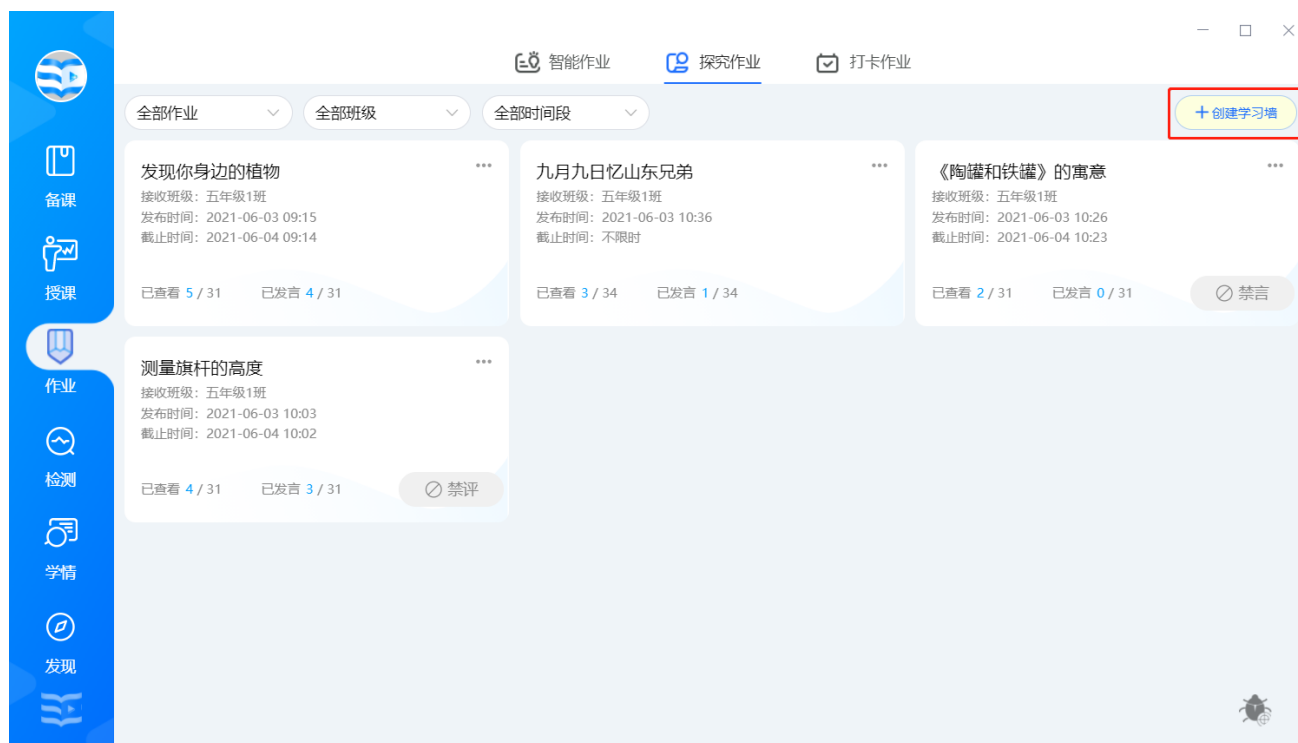 智能作业
探究作业
打卡作业
全部作业
全部班级
全部时间段
+创建学习墙
备课
授课
作业
检测
学情
发现
发现你身边的植物
接收班级：五年级1班
发布时间：2021-06-03 09:15
截止时间：2021-06-04 09:14
已查看 5 / 31 已发言 4 / 31
九月九日忆山东兄弟
接收班级：五年级1班
发布时间：2021-06-03 10:36
截止时间：不限时
已查看 3 / 34 已发言 1 / 34
《陶罐和铁罐》的寓意
接收班级：五年级1班
发布时间：2021-06-03 10:26
截止时间：2021-06-04 10:23
已查看 2 / 31 已发言 0 / 31
禁言
测量旗杆的高度
接收班级：五年级1班
发布时间：2021-06-03 10:03
截止时间：2021-06-04 10:02
已查看 4 / 31 已发言 3 / 31
禁评